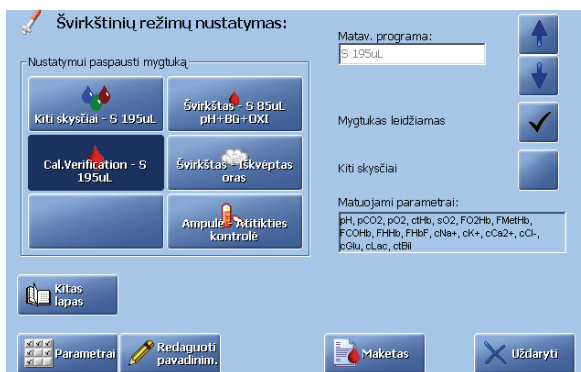 Švirkštinių režimų nustatymas:
Nustatymui paspausti mygtuką
Kiti skysčiai - S 195uL
Švirkštas - S 85uL
pH+BG+OXI
Cal.Verification - S
195uL
Švirkštas - Iškvėptas
oras
Ampulė - Atitikties
kontrolė
Matav. programa:
S 195uL
Mygtukas leidžiamas
Kiti skysčiai
Matuojami parametrai:
pH, pCO2, pO2, ctHb, sO2, FO2Hb, FMetHb,
FCOHb, FHHb, FHbF, cNa+, cK+, cCa2+, cCl-,
cGlu, cLac, ctBil
Kitas
lapas
Parametrai
Redaguoti
pavadinim.
Maketas
Uždaryti